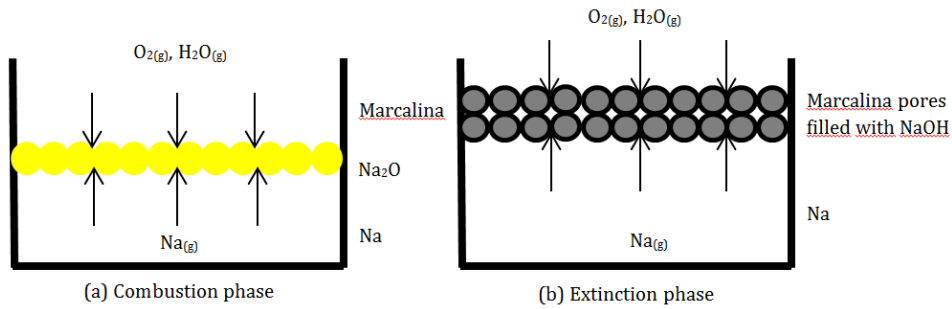 O2(g), H2O(g)
Marcalina
Na2O
Na
Na(g)
(a) Combustion phase
O2(g), H2O(g)
Marcalina pores
filled with NaOH
Na
Na(g)
(b) Extinction phase